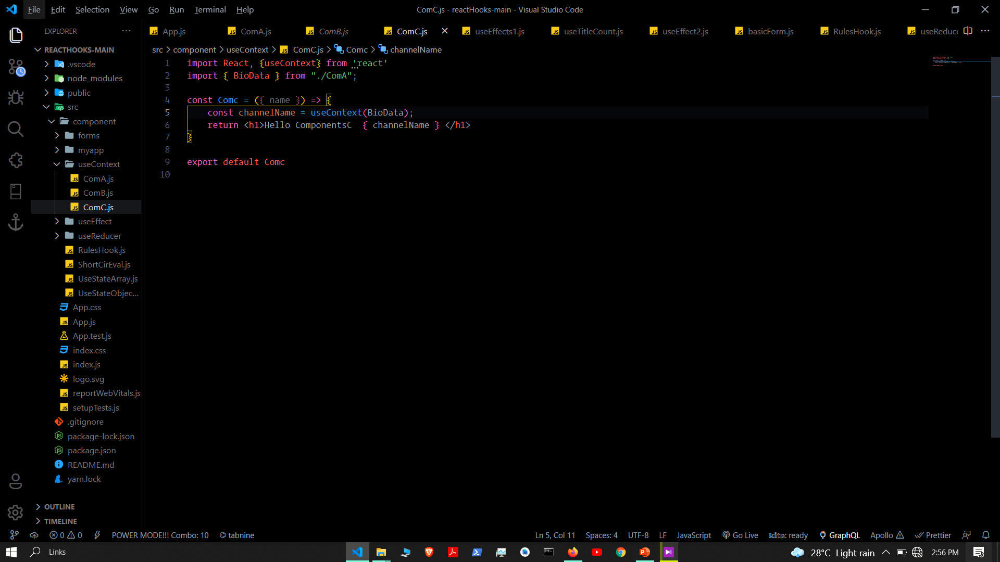 File Edit Selection View Go Run Terminal Help
ComC.js - reactHooks-main - Visual Studio Code
EXPLORER
App.js ComA.js ComB.js ComC.js useEffects1.js useTitleCount.js useEffect2.js basicForm.js RulesHook.js useReduce
src > component > useContext > ComC.js > Comc > channelName
REACTHOOKS-MAIN
.vscode
node_modules
public
src
component
forms
myapp
useContext
ComA.js
ComB.js
ComC.js
useEffect
useReducer
RulesHook.js
ShortCirEval.js
UseStateArray.js
UseStateObjec...
App.css
App.js
App.test.js
index.css
index.js
logo.svg
reportWebVitals.js
setupTests.js
.gitignore
package-lock.json
package.json
README.md
yarn.lock
OUTLINE
TIMELINE
1 import React, {useContext} from 'react'
2 import { BioData } from "./ComA";
3
4 const Comc = ({ name }) => {
5 const channelName = useContext(BioData);
6 return <h1>Hello ComponentsC  { channelName } </h1>
7 }
8
9 export default Comc
10
0 0 POWER MODE!!! Combo: 10 tabnine
Ln 5, Col 11 Spaces: 4 UTF-8 LF JavaScript Go Live kite: ready GraphQL Apollo Prettier
Links
28°C Light rain 2:56 PM